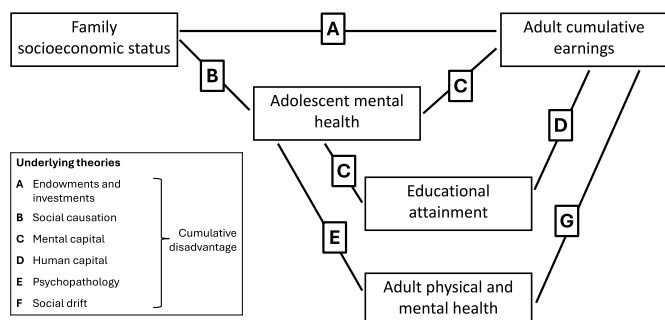 Family
socioeconomic status
A
Adult cumulative
earnings
B
C
Adolescent mental
health
D
C
Educational
attainment
G
E
Adult physical and
mental health
Underlying theories
A Endowments and
investments
B Social causation
C Mental capital
D Human capital
E Psychopathology
F Social drift
Cumulative
disadvantage